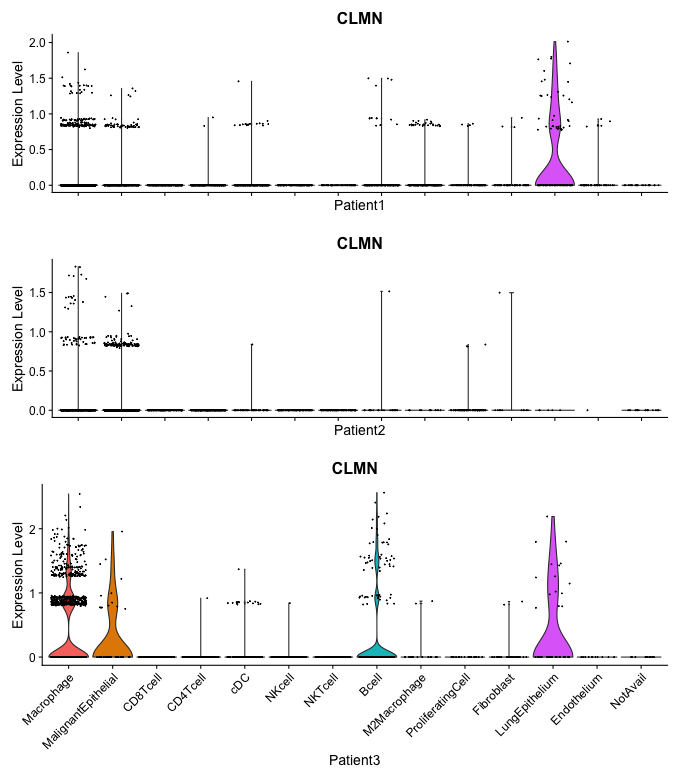 CLMN
Expression Level
2.0
1.5
1.0
0.5
0.0
Patient1
CLMN
Expression Level
1.5
1.0
0.5
0.0
Patient2
CLMN
Expression Level
2
1
0
Macrophage
MalignantEpithelial
CD8Tcell
CD4Tcell
cDC
NKcell
NKTcell
Bcell
M2Macrophage
ProliferatingCell
Fibroblast
LungEpithelium
Endothelium
NotAvail
Patient3